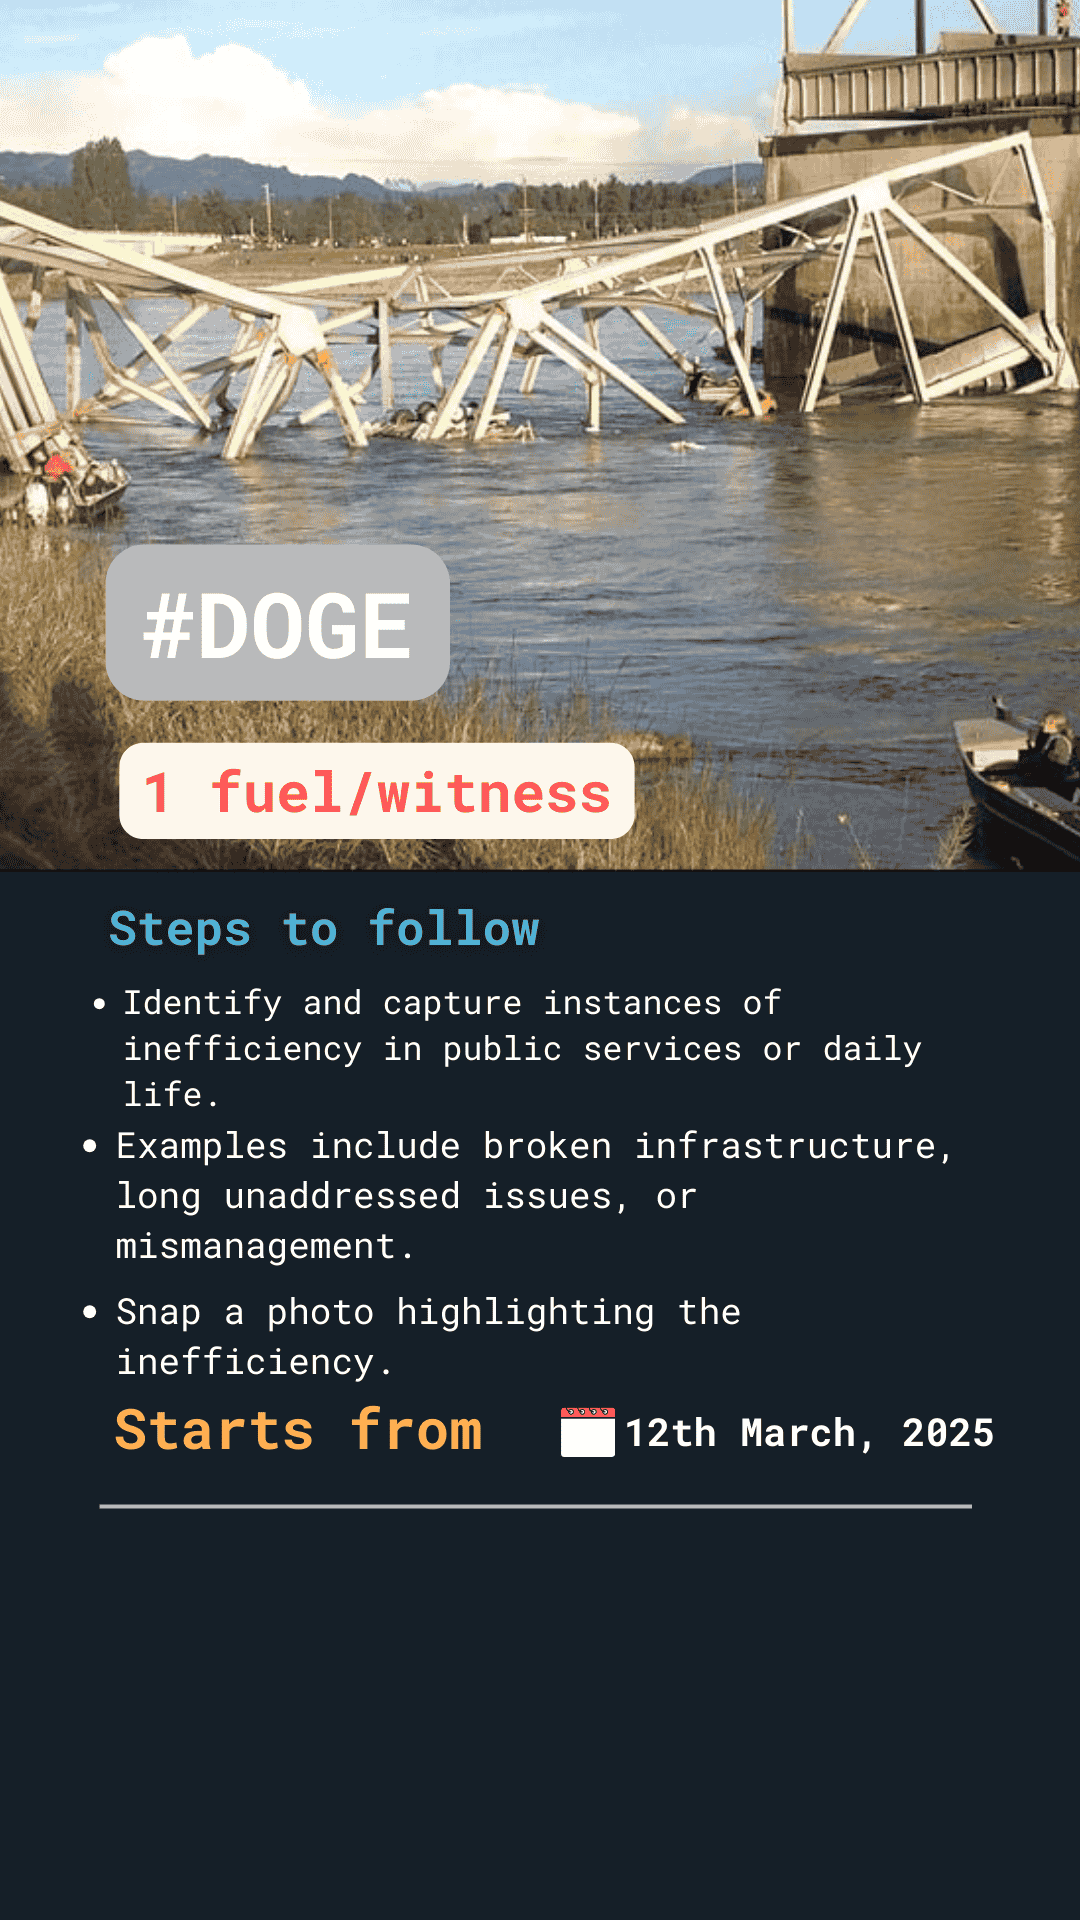 #DOGE
1 fuel/witness
Steps to follow
• Identify and capture instances of
inefficiency in public services or daily
life.
• Examples include broken infrastructure,
long unaddressed issues, or
mismanagement.
• Snap a photo highlighting the
inefficiency.
Starts from 12th March, 2025